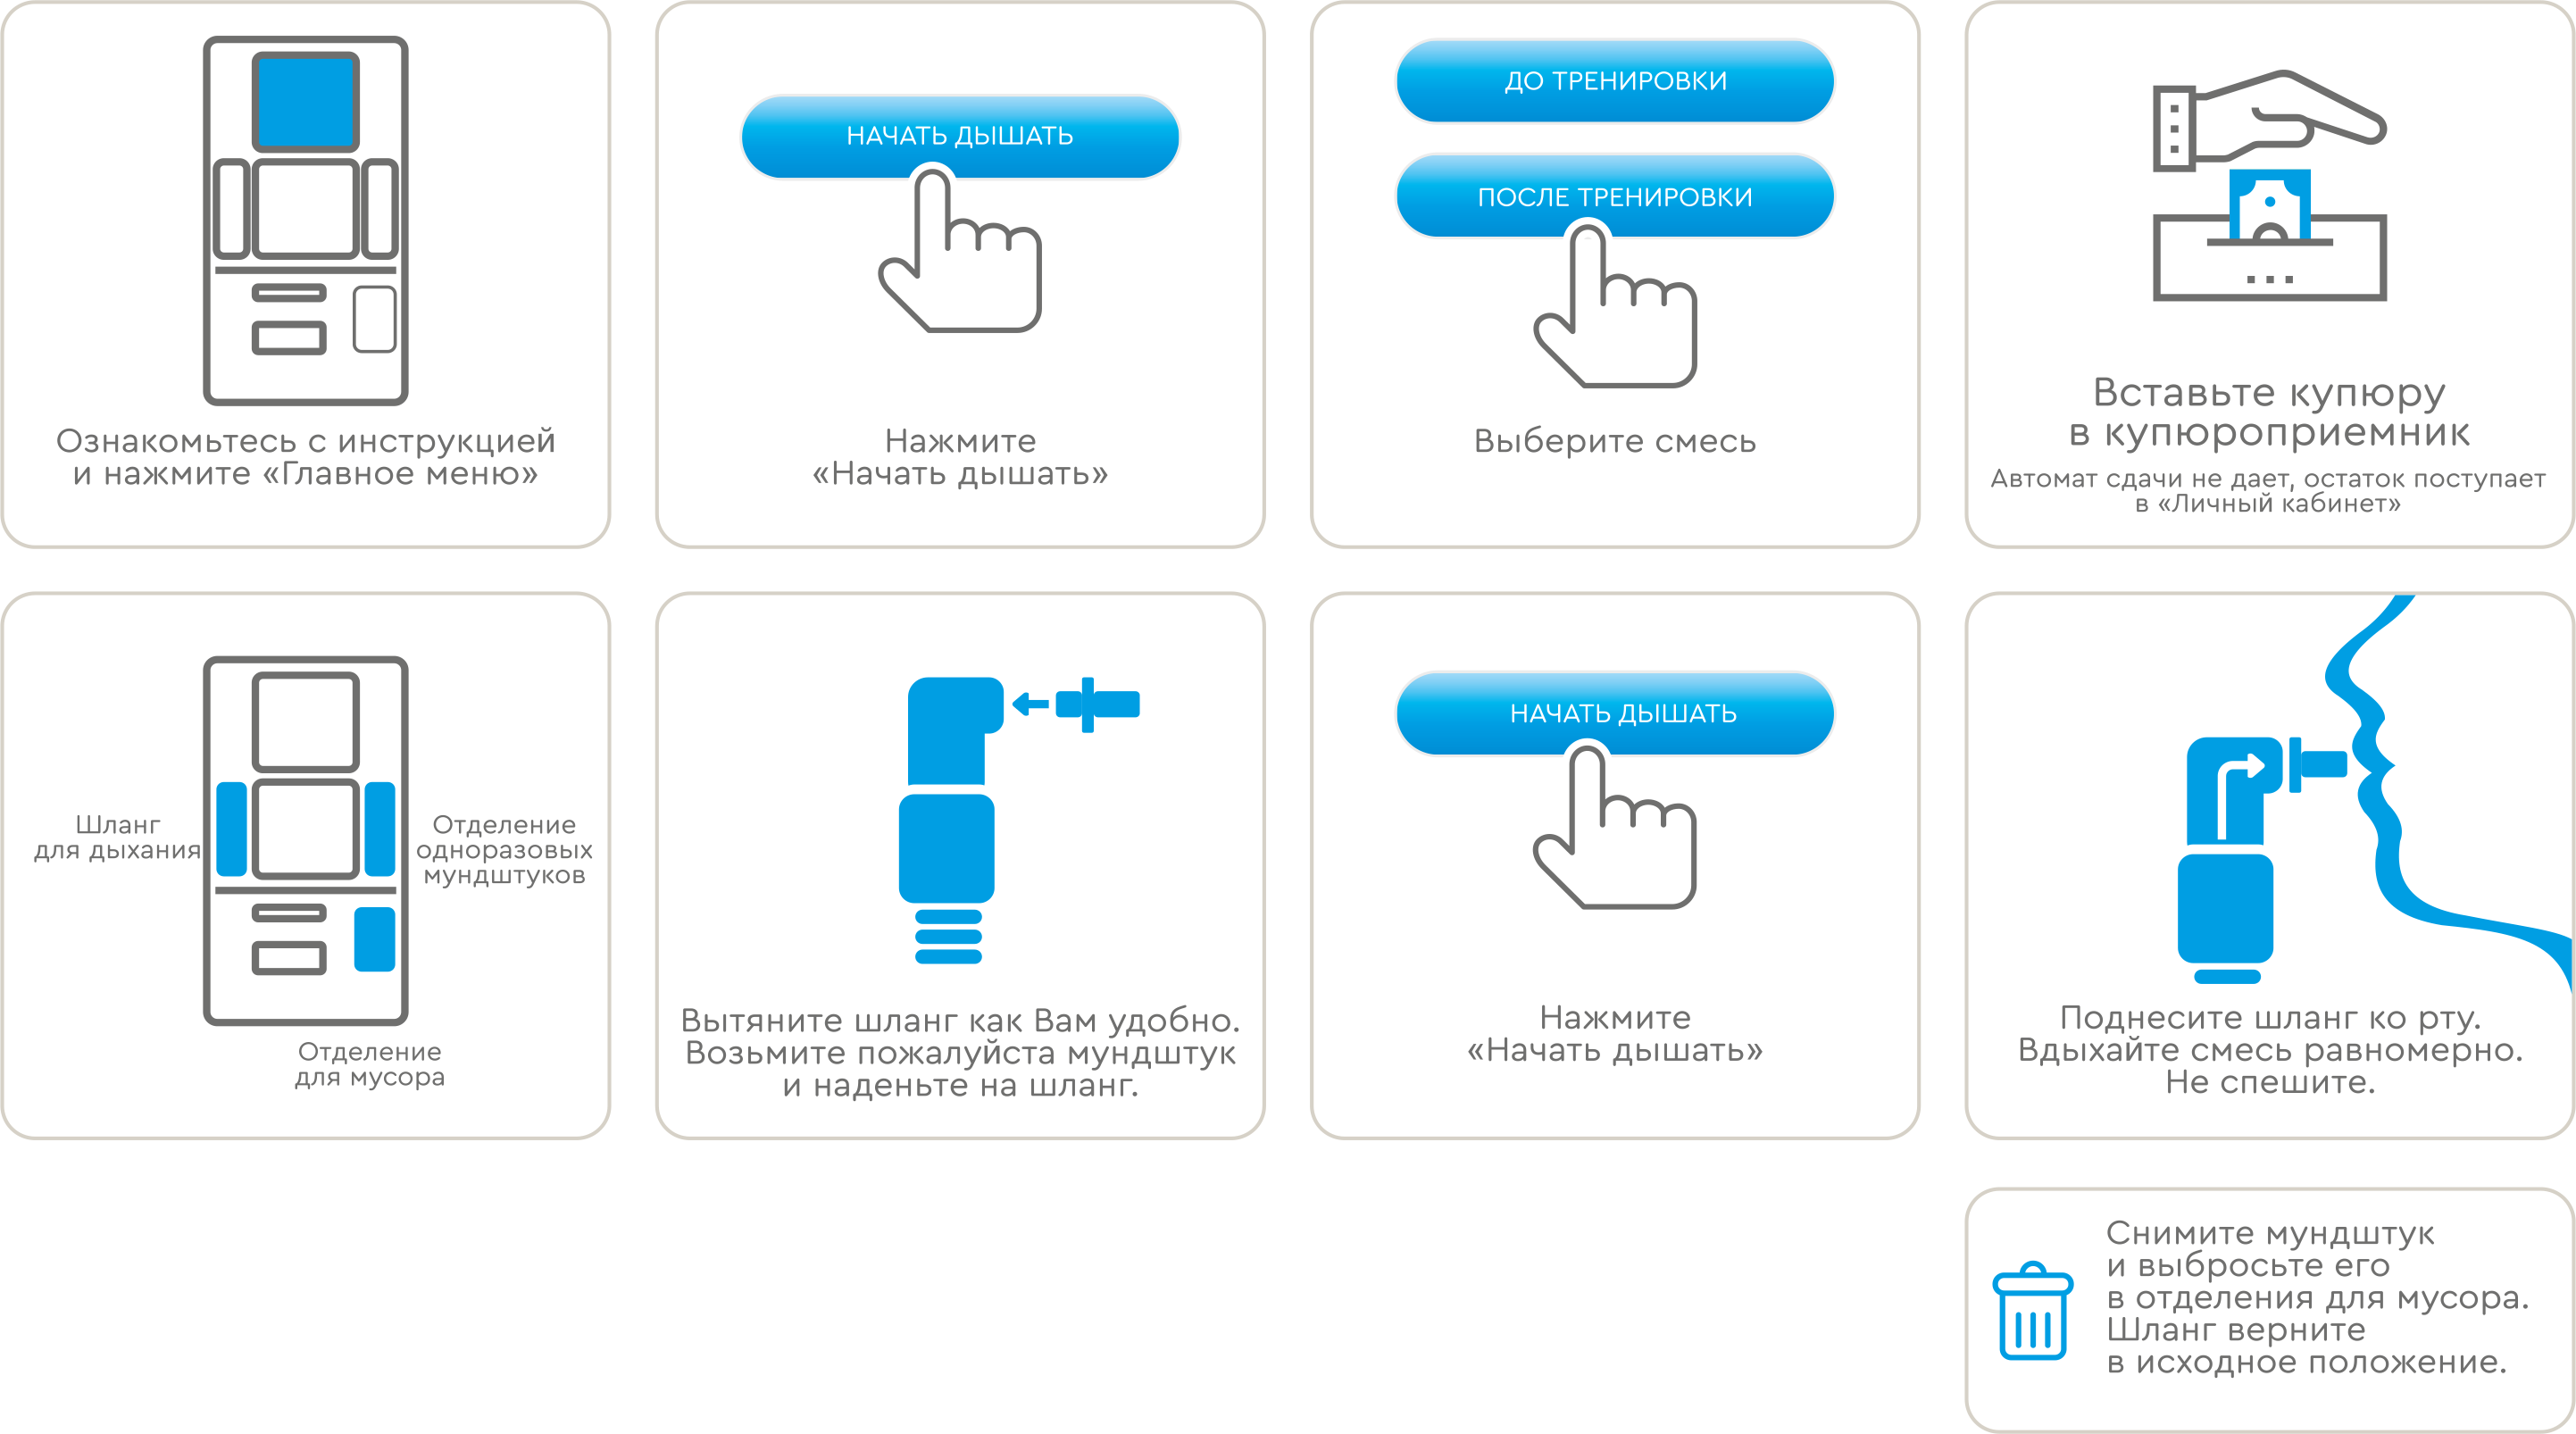 Ознакомьтесь с инструкцией
и нажмите «Главное меню»
НАЧАТЬ ДЫШАТЬ
Нажмите
«Начать дышать»
ДО ТРЕНИРОВКИ
ПОСЛЕ ТРЕНИРОВКИ
Выберите смесь
Вставьте купюру
в купюроприемник
Автомат сдачи не дает, остаток поступает
в «Личный кабинет»
Шланг
для дыхания
Отделение
одноразовых
мундштуков
Отделение
для мусора
Вытяните шланг как Вам удобно.
Возьмите пожалуйста мундштук
и наденьте на шланг.
НАЧАТЬ ДЫШАТЬ
Нажмите
«Начать дышать»
Поднесите шланг ко рту.
Вдыхайте смесь равномерно.
Не спешите.
Снимите мундштук
и выбросьте его
в отделения для мусора.
Шланг верните
в исходное положение.